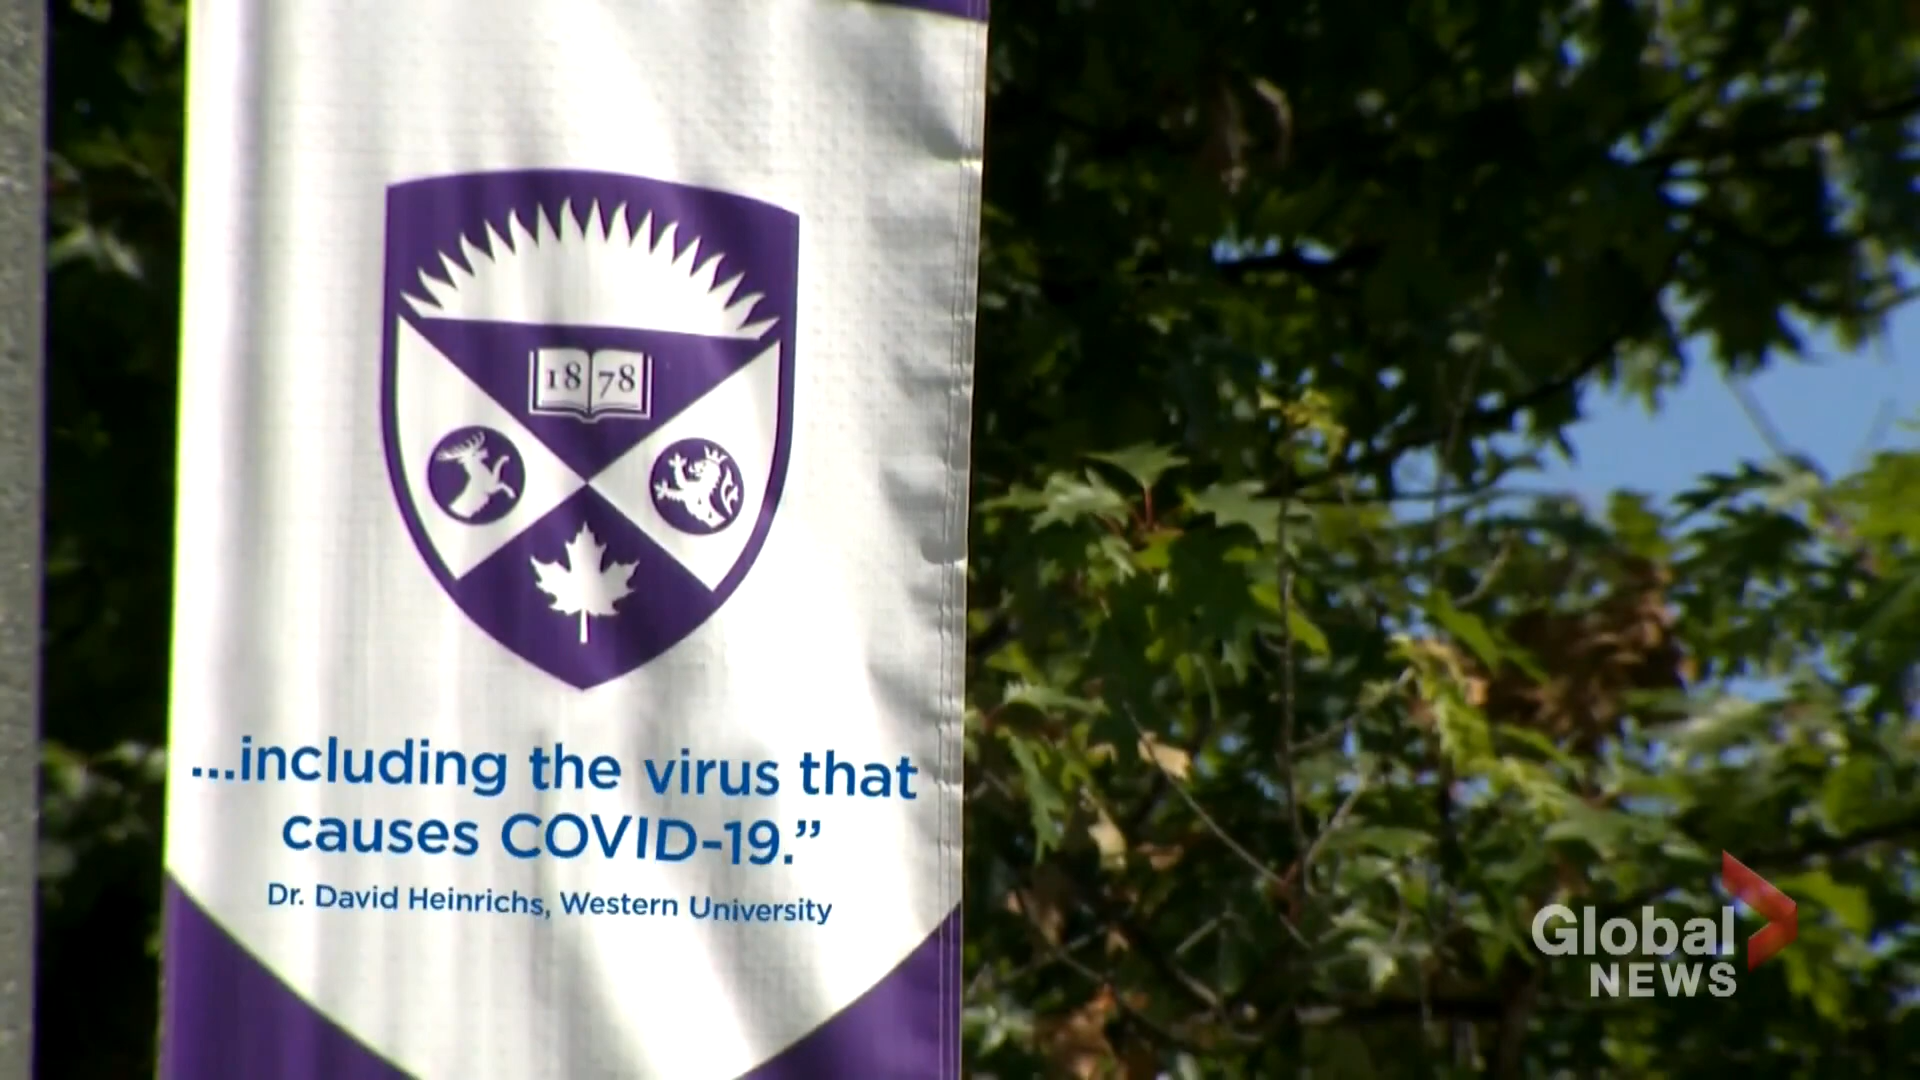 1878
...including the virus that
causes COVID-19.”
Dr. David Heinrichs, Western University
Global
NEWS